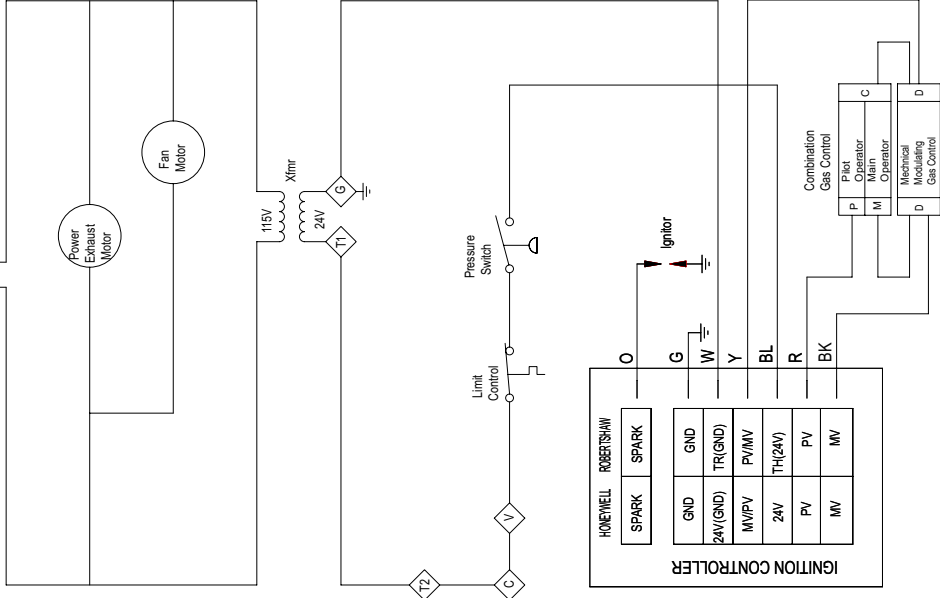 Power
Exhaust
Motor
Fan
Motor
Xfmr
115V
24V
G
T1
T2
C
V
Limit
Control
Pressure
Switch
Ignitor
Combination
Gas Control
Pilot
Operator
Main
Operator
P
M
C
Mechnical
Modulating
Gas Control
D
D
O
G
W
Y
BL
R
BK
HONEYWELL ROBERTSHAW
SPARK SPARK
GND GND
24V(GND) TR(GND)
MV/PV PV/MV
24V TH(24V)
PV PV
MV MV
IGNITION CONTROLLER